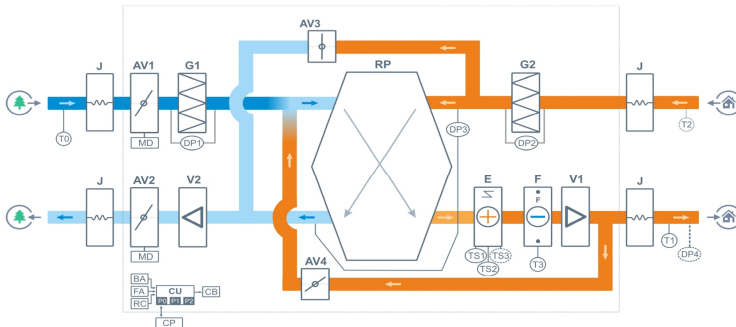 AV3
J
AV1
G1
RP
G2
J
T0
MD
DP1
DP3
DP2
T2
J
AV2
V2
E
F
V1
J
F
MD
TS1
TS3
TS2
T3
T1
DP4
AV4
BA
FA
RC
CU
P0 P1 P2
CB
CP